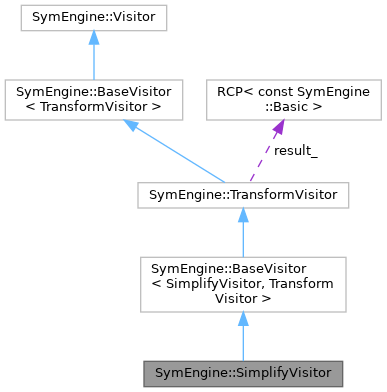 SymEngine::Visitor
SymEngine::BaseVisitor
< TransformVisitor >
RCP< const SymEngine
::Basic >
result_
SymEngine::TransformVisitor
SymEngine::BaseVisitor
< SimplifyVisitor, Transform
Visitor >
SymEngine::SimplifyVisitor